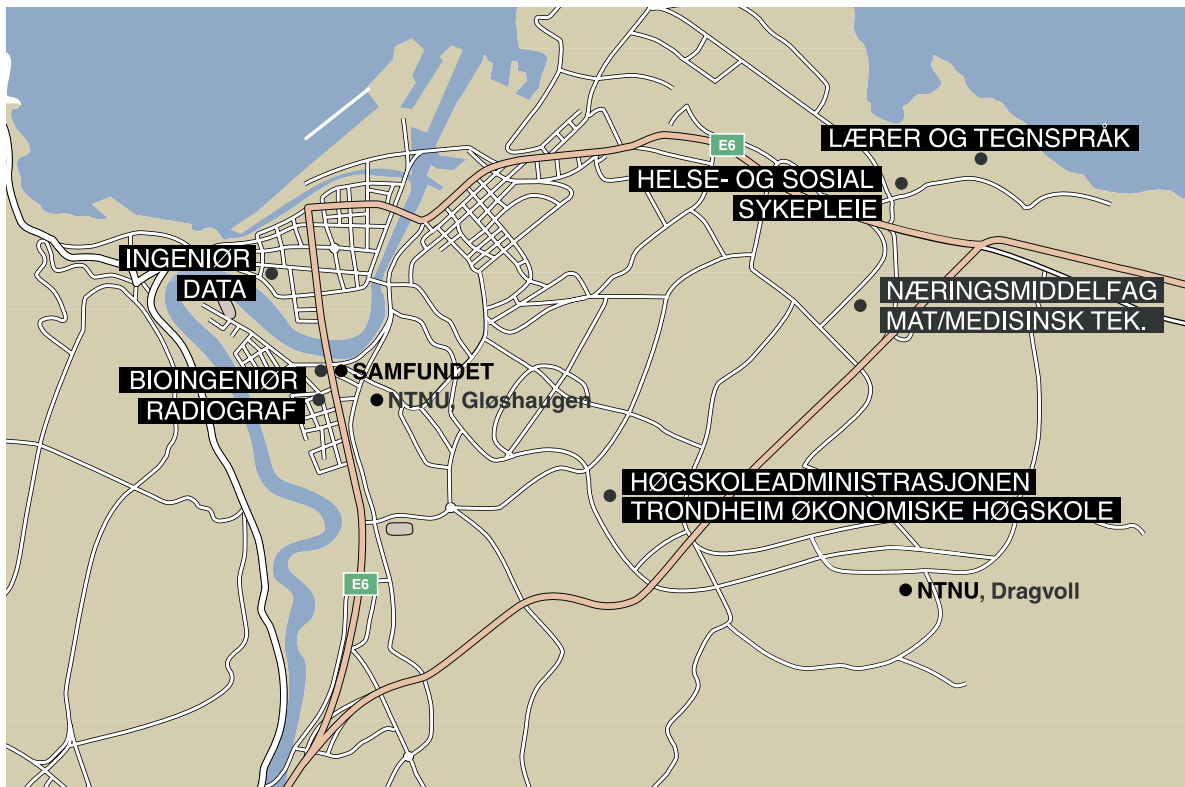 E6
LÆRER OG TEGNSPRÅK
HELSE- OG SOSIAL
SYKEPLEIE
INGENIØR
DATA
NÆRINGSMIDDELFAG
MAT/MEDISINSK TEK.
BIOINGENIØR
RADIOGRAF
SAMFUNDET
NTNU, Gløshaugen
HØGSKOLEADMINISTRASJONEN
TRONDHEIM ØKONOMISKE HØGSKOLE
E6
NTNU, Dragvoll